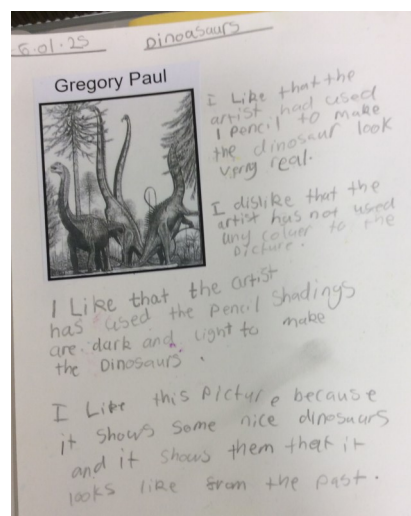 6.01.25
Dinoasaurs
Gregory Paul
I Like that the
artist had used
1 pencil to make
the dinosaur look
very real.
I dislike that the
artist has not used
any colour to the
picture.
I Like that the artist
has used the pencil shadings
are dark and light to make
the Dinosaurs.
I Like this picture because
it shows some nice dinosaurs
and it shows them that it
looks like from the past.